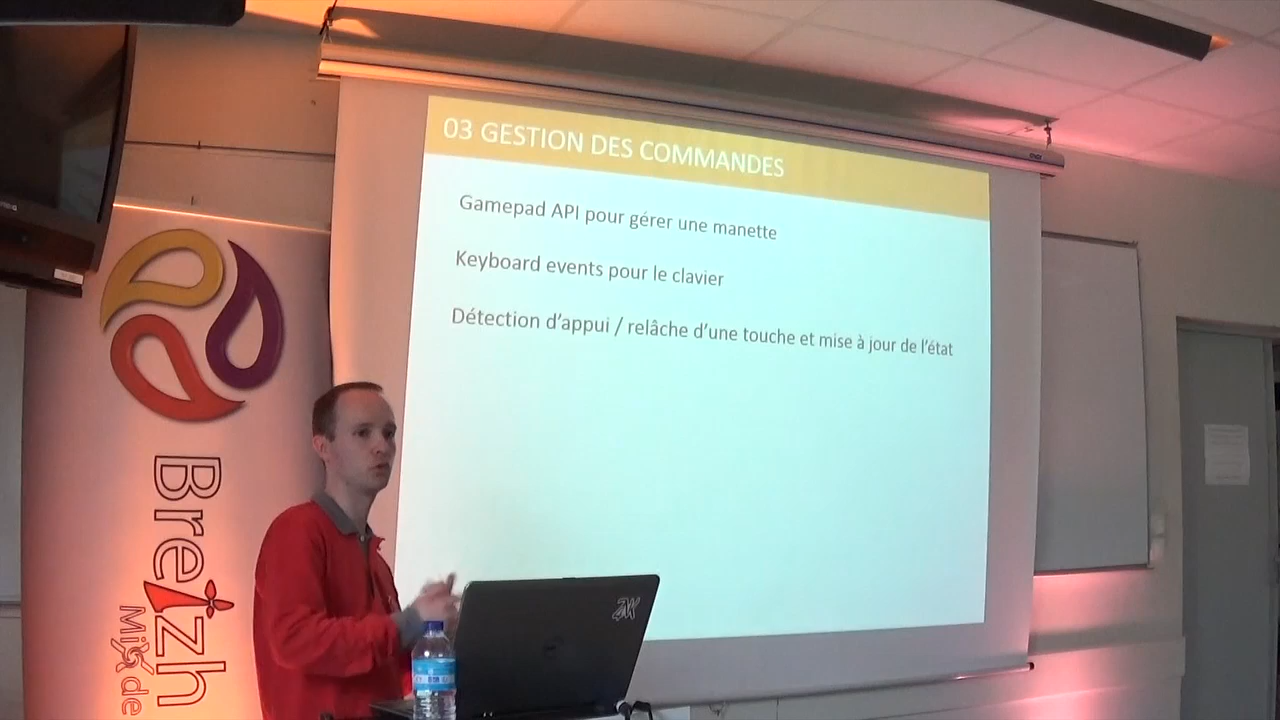 03 GESTION DES COMMANDES
Gamepad API pour gérer une manette
Keyboard events pour le clavier
Détection d'appui / relâche d'une touche et mise à jour de l'état
Breizh
Mix de
ZAK